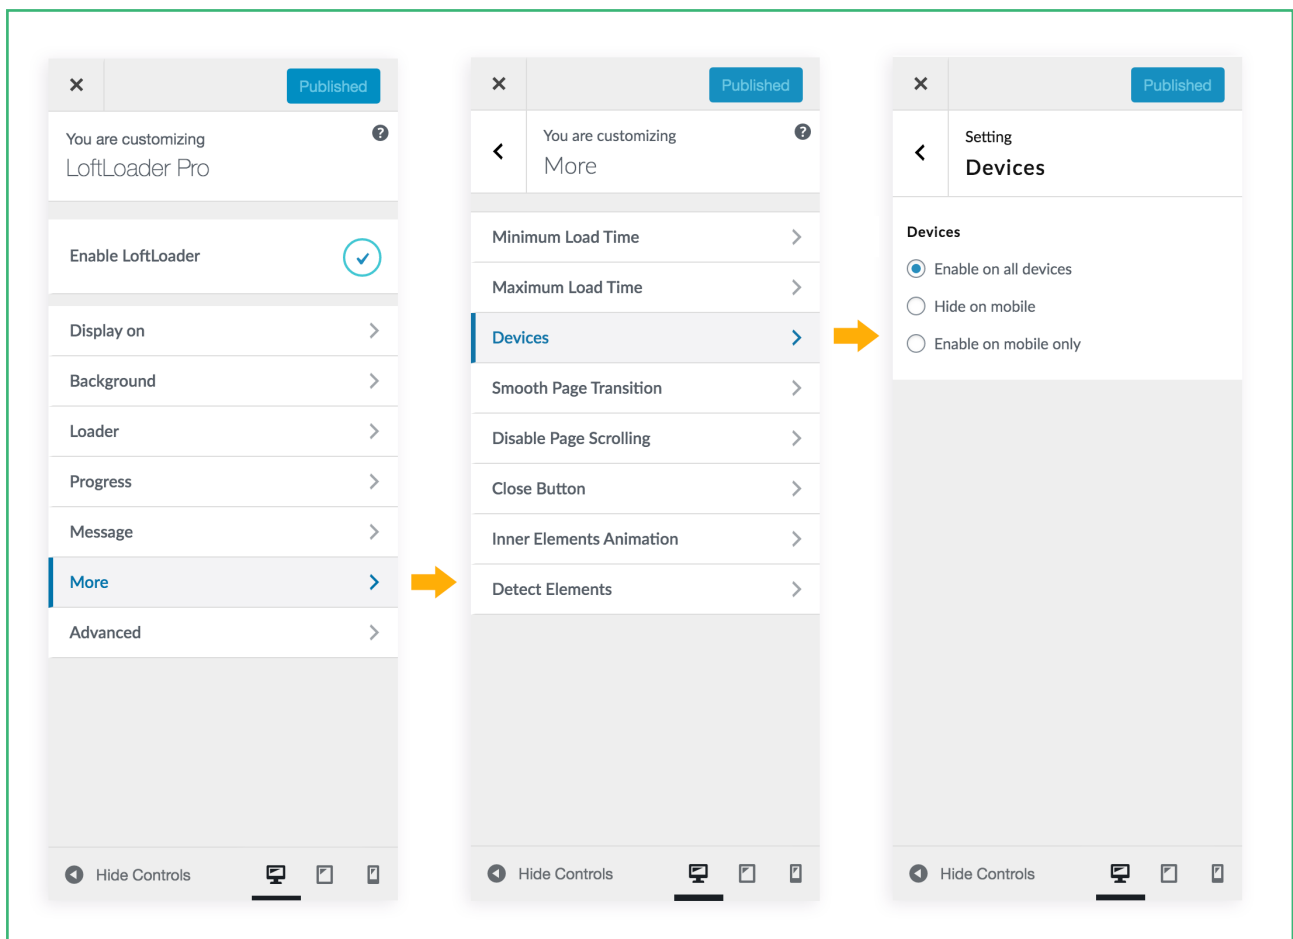 Published
You are customizing
LoftLoader Pro
Enable LoftLoader
Display on
Background
Loader
Progress
Message
More
Advanced
Hide Controls
Published
You are customizing
More
Minimum Load Time
Maximum Load Time
Devices
Smooth Page Transition
Disable Page Scrolling
Close Button
Inner Elements Animation
Detect Elements
Hide Controls
Published
Setting
Devices
Devices
Enable on all devices
Hide on mobile
Enable on mobile only
Hide Controls